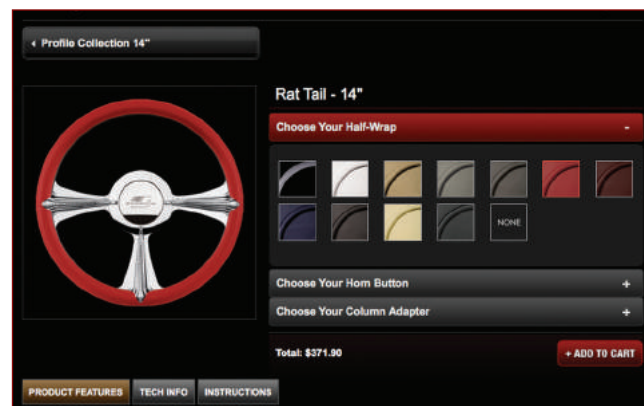 Profile Collection 14"
Rat Tail - 14"
Choose Your Half-Wrap
-
NONE
Choose Your Horn Button
+
Choose Your Column Adapter
+
Total: $371.90
+ ADD TO CART
PRODUCT FEATURES
TECH INFO
INSTRUCTIONS